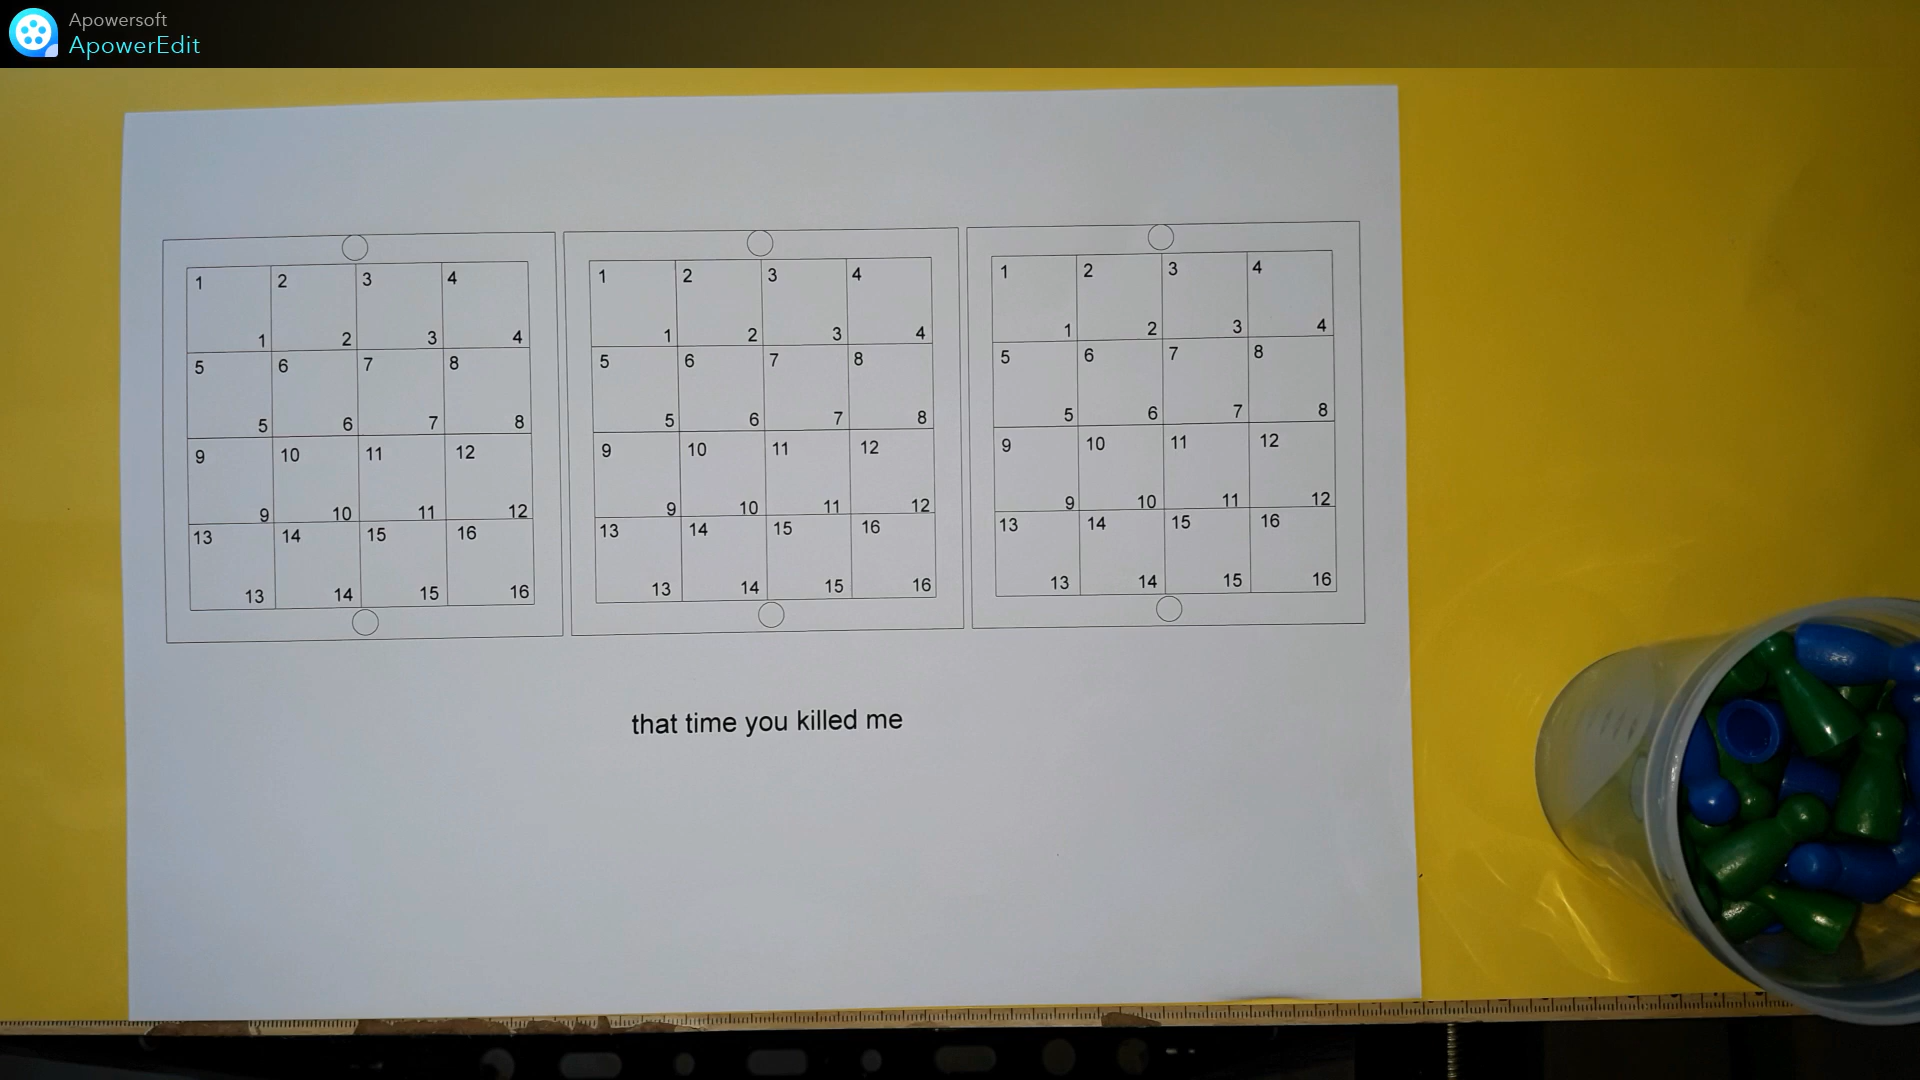 Apowersoft
ApowerEdit
1 2 3 4 1 2 3 4 1 2 3 4
1 2 3 4 1 2 3 4 1 2 3 4
5 6 7 8 5 6 7 8 5 6 7 8
5 6 7 8 5 6 7 8 5 6 7 8
9 10 11 12 9 10 11 12 9 10 11 12
9 10 11 12 9 10 11 12 9 10 11 12
13 14 15 16 13 14 15 16 13 14 15 16
13 14 15 16 13 14 15 16 13 14 15 16
that time you killed me